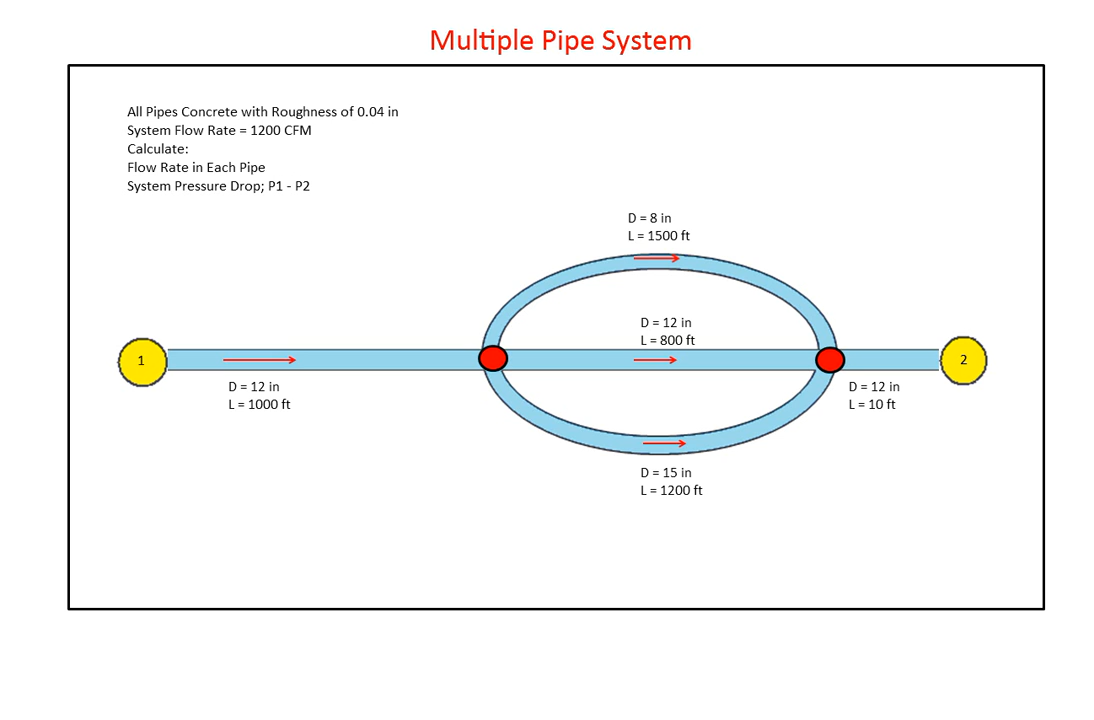 Multiple Pipe System
All Pipes Concrete with Roughness of 0.04 in
System Flow Rate = 1200 CFM
Calculate:
Flow Rate in Each Pipe
System Pressure Drop; P1 - P2
D = 8 in
L = 1500 ft
D = 12 in
L = 800 ft
1
2
D = 12 in
L = 1000 ft
D = 12 in
L = 10 ft
D = 15 in
L = 1200 ft